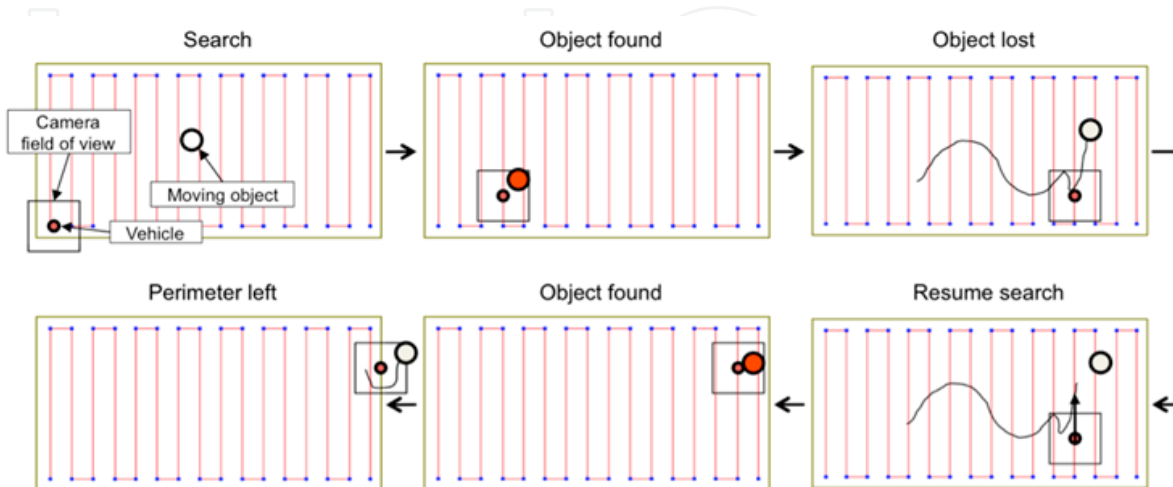 Search
Object found
Object lost
Camera
field of view
Moving object
Vehicle
Perimeter left
Object found
Resume search